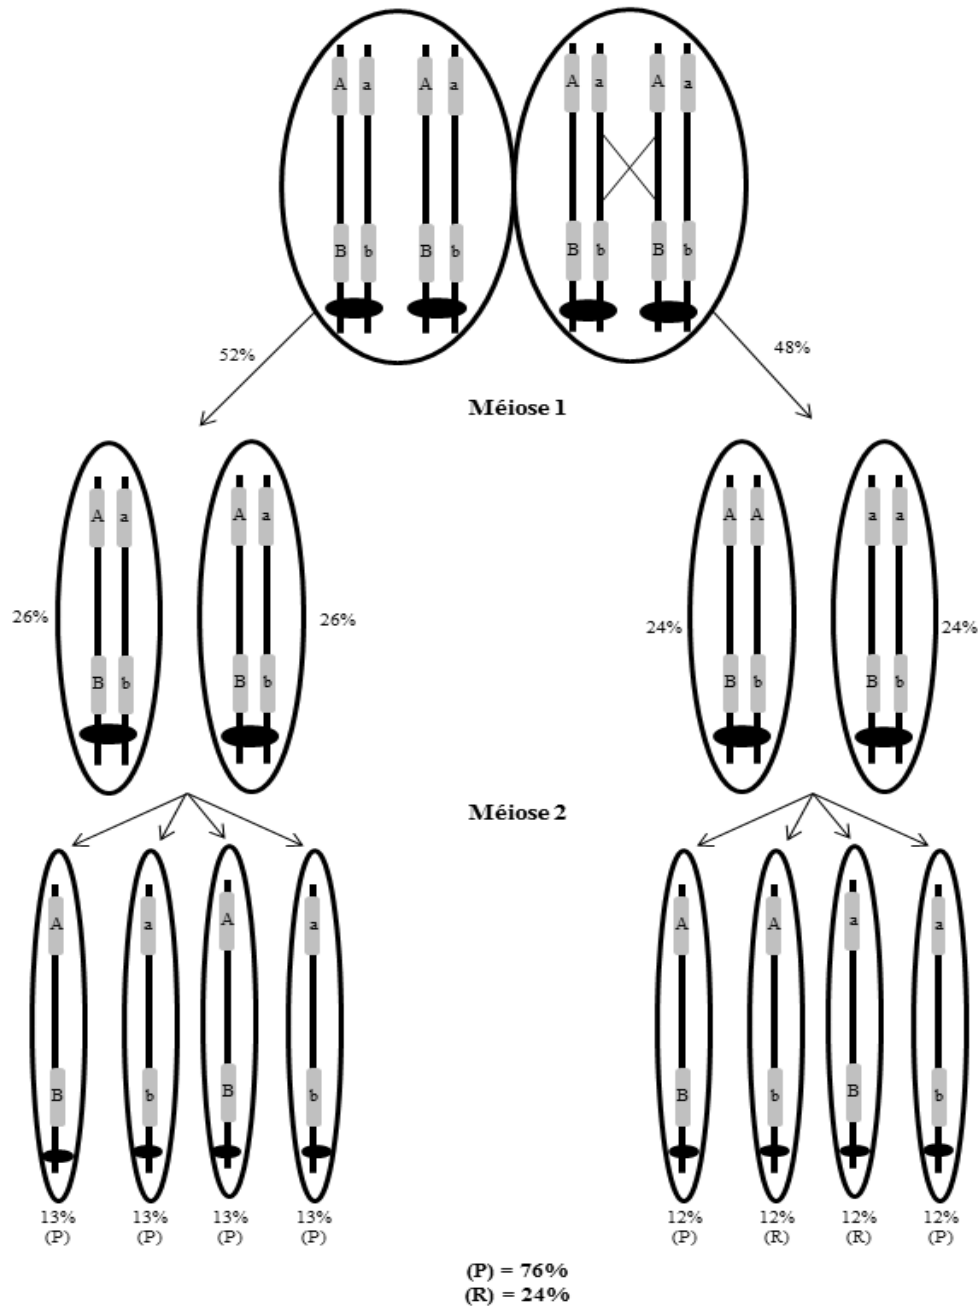 A a A a A a A a
B b B b B b B b
52% 48%
Méiose 1
A a A a A A a a
26% 26% 24% 24%
B b B b B b B b
Méiose 2
A a A a A A a a
B b B b B b B b
13% 13% 13% 13% 12% 12% 12% 12%
(P) (P) (P) (P) (P) (R) (R) (P)
(P) = 76%
(R) = 24%